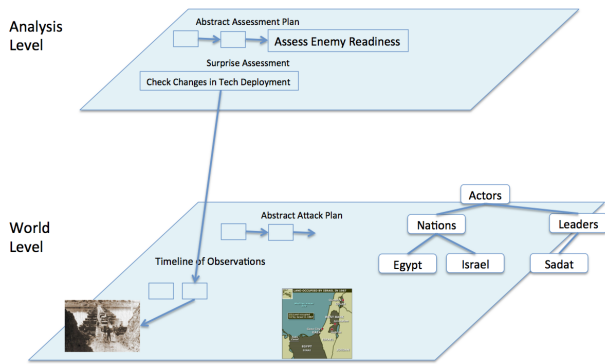 Analysis
Level
Abstract Assessment Plan
Assess Enemy Readiness
Surprise Assessment
Check Changes in Tech Deployment
World
Level
Actors
Abstract Attack Plan
Nations
Leaders
Timeline of Observations
Egypt
Israel
Sadat